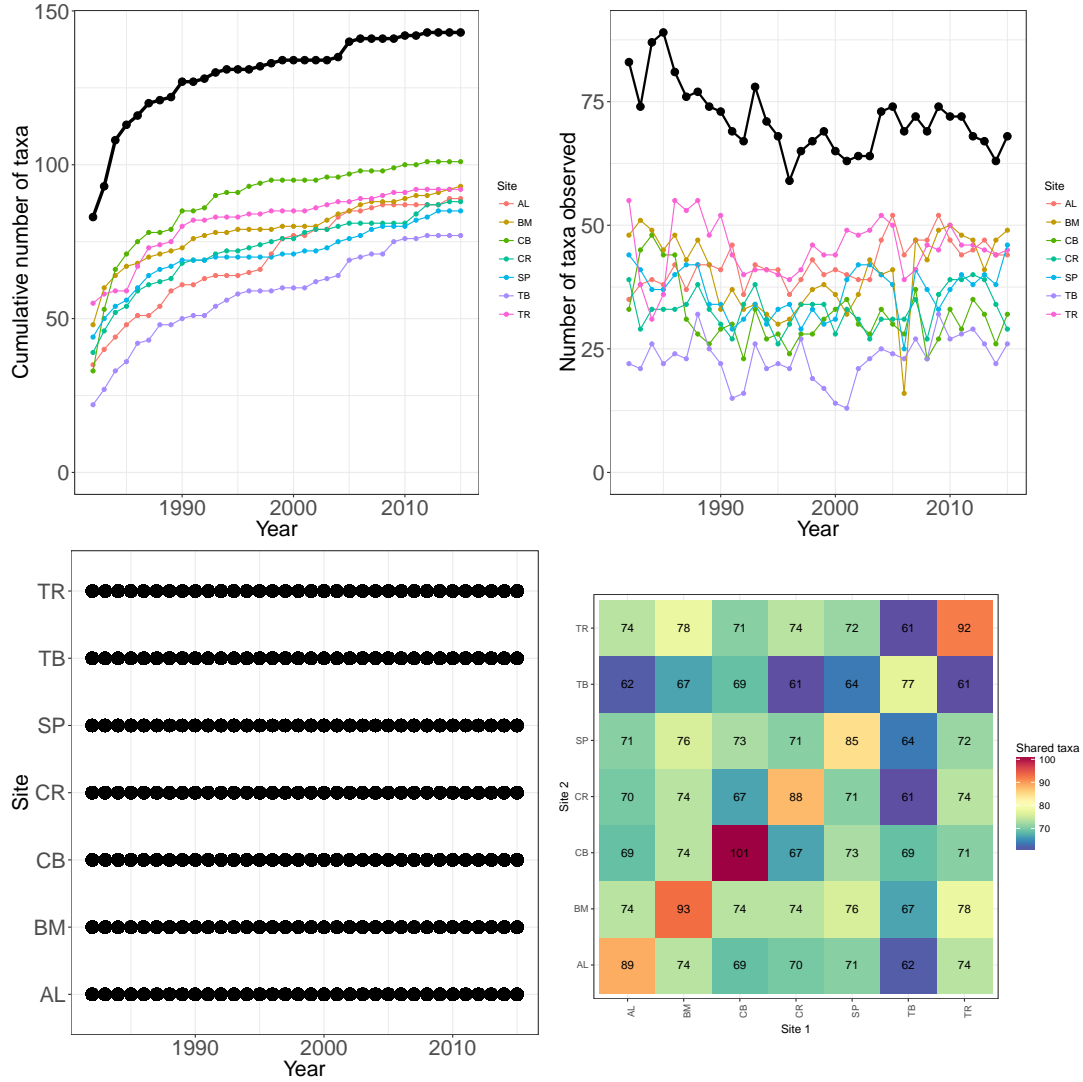 Cumulative number of taxa
150
100
50
0
1990
2000
2010
Year
Site
AL
BM
CB
CR
SP
TB
TR
Number of taxa observed
75
50
25
0
1990
2000
2010
Year
Site
AL
BM
CB
CR
SP
TB
TR
Site
TR
TB
SP
CR
CB
BM
AL
1990
2000
2010
Year
Site 2
TR 74 78 71 74 72 61 92
TB 62 67 69 61 64 77 61
SP 71 76 73 71 85 64 72
CR 70 74 67 88 71 61 74
CB 69 74 101 67 73 69 71
BM 74 93 74 74 76 67 78
AL 89 74 69 70 71 62 74
AL BM CB CR SP TB TR
Site 1
Shared taxa
100
90
80
70